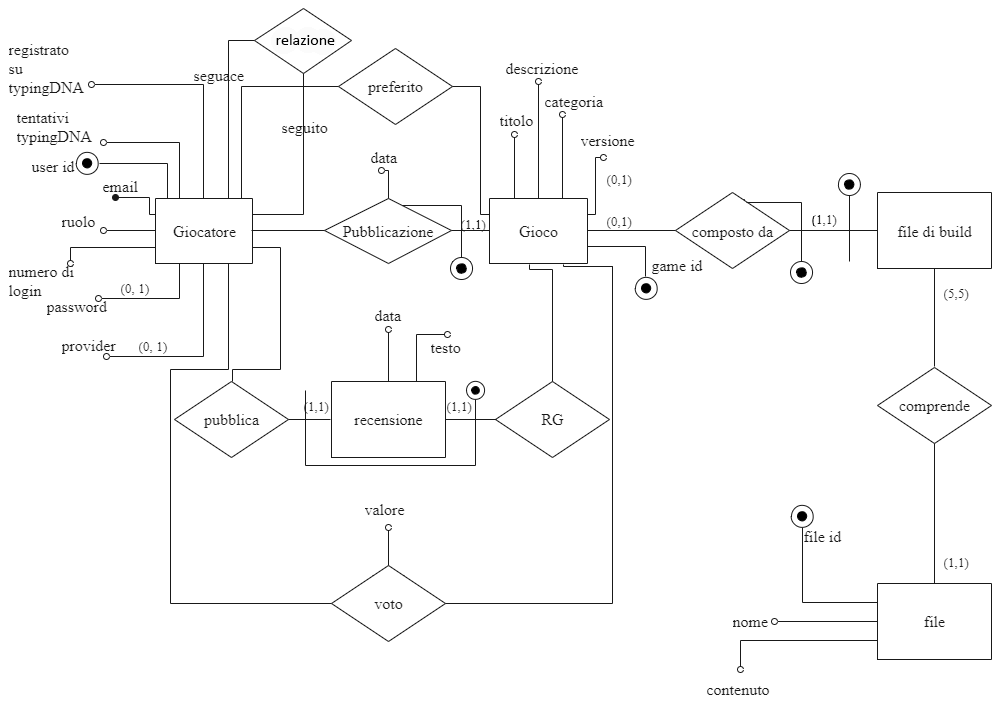 relazione
registrato
su
typingDNA
seguace
preferito
descrizione
categoria
titolo
tentativi
typingDNA
seguito
versione
data
user id
(0,1)
email
ruolo
Giocatore
Pubblicazione
(1,1)
Gioco
(0,1)
composto da
(1,1)
file di build
numero di
login
game id
(0, 1)
password
(5,5)
data
provider
(0, 1)
testo
pubblica
(1,1)
recensione
(1,1)
RG
comprende
valore
file id
(1,1)
voto
nome
file
contenuto